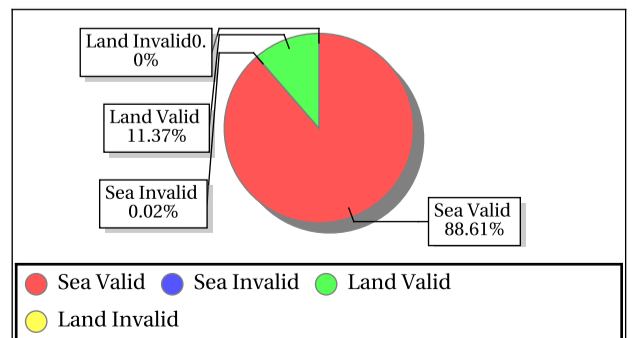 Land Invalid0.
0%
Land Valid
11.37%
Sea Invalid
0.02%
Sea Valid
88.61%
Sea Valid Sea Invalid Land Valid
Land Invalid